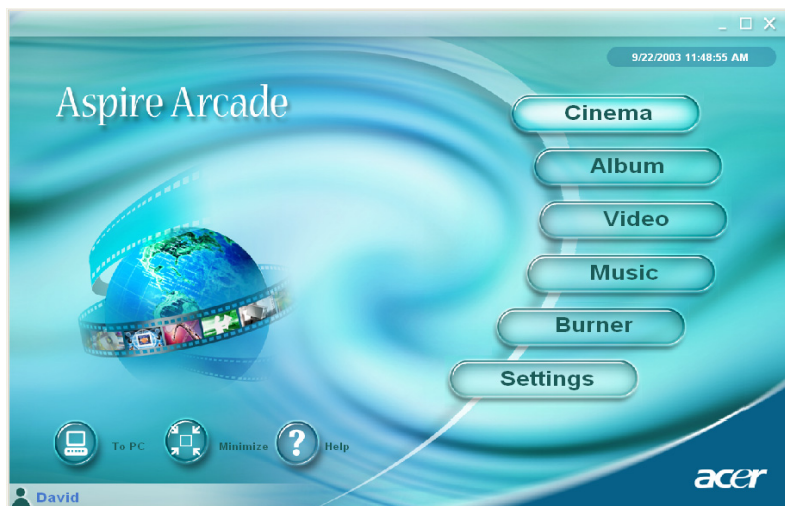 9/22/2003 11:48:55 AM
Aspire Arcade
Cinema
Album
Video
Music
Burner
Settings
To PC
Minimize
? Help
acer
David